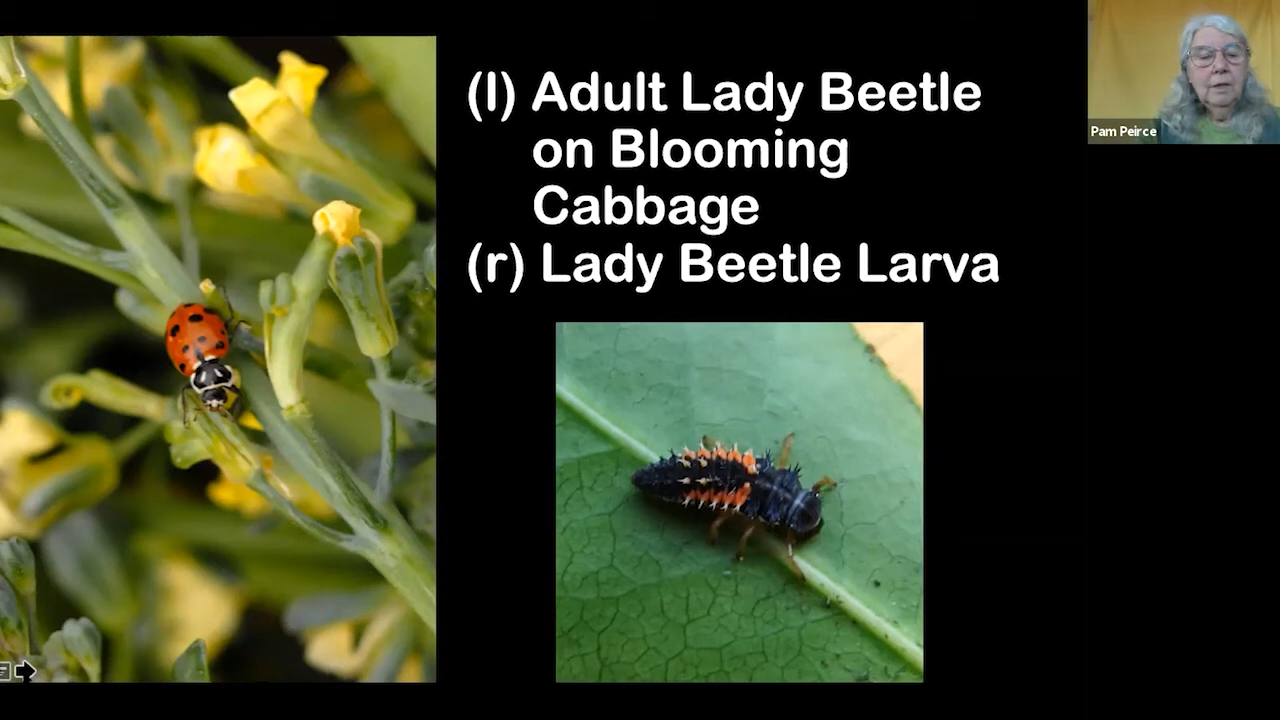 (l) Adult Lady Beetle
on Blooming
Cabbage
(r) Lady Beetle Larva
Pam Peirce